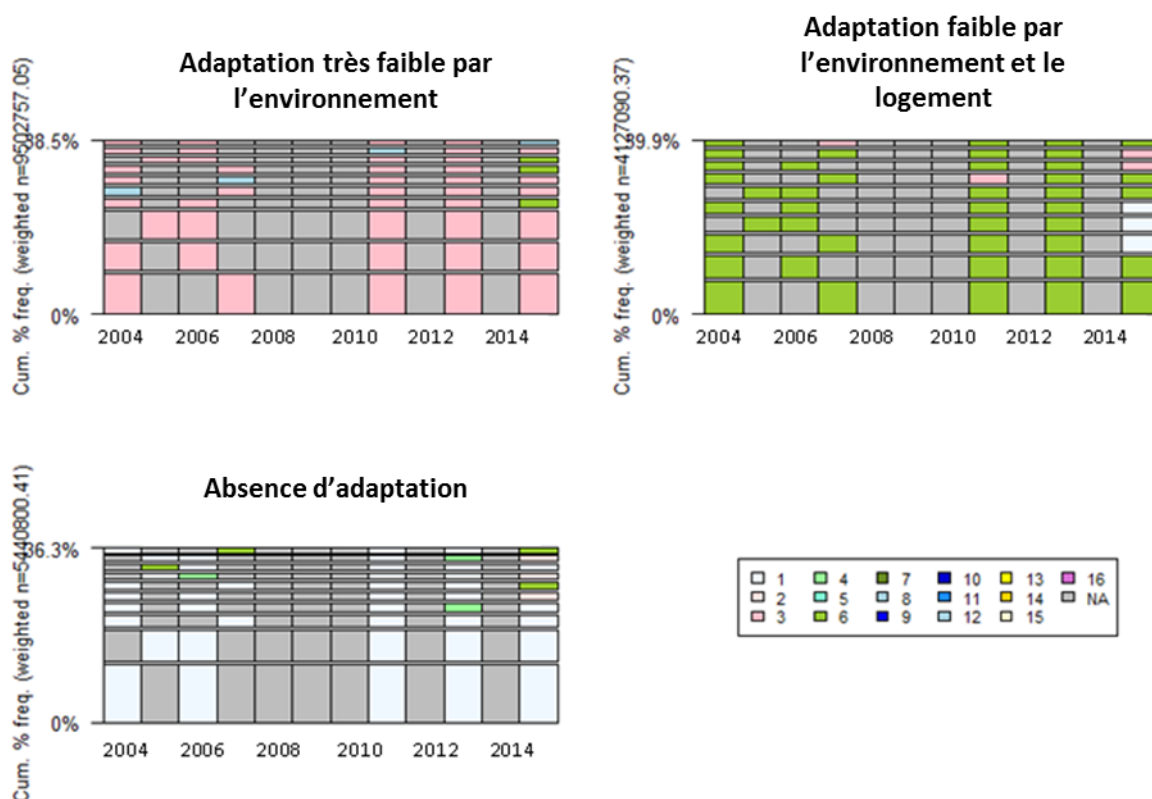 Adaptation très faible par
l’environnement
Cum. % freq. (weighted n=9502757.05)
38.5%
0%
2004 2006 2008 2010 2012 2014
Adaptation faible par
l’environnement et le
logement
Cum. % freq. (weighted n=4127090.37)
39.9%
0%
2004 2006 2008 2010 2012 2014
Absence d’adaptation
Cum. % freq. (weighted n=5440800.41)
36.3%
0%
2004 2006 2008 2010 2012 2014
1 4 7 10 13 16
2 5 8 11 14 NA
3 6 9 12 15